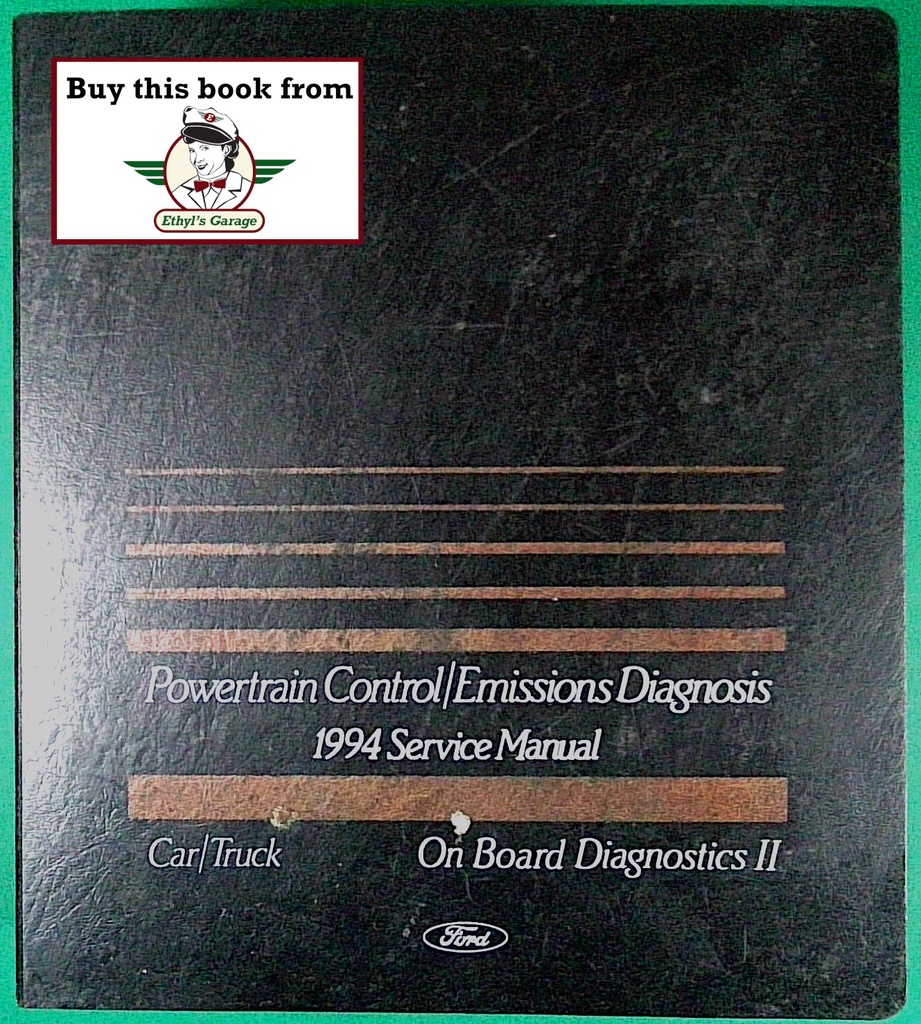 Buy this book from
E
Ethyl's Garage
Powertrain Control/Emissions Diagnosis
1994 Service Manual
Car/Truck
On Board Diagnostics II
Ford